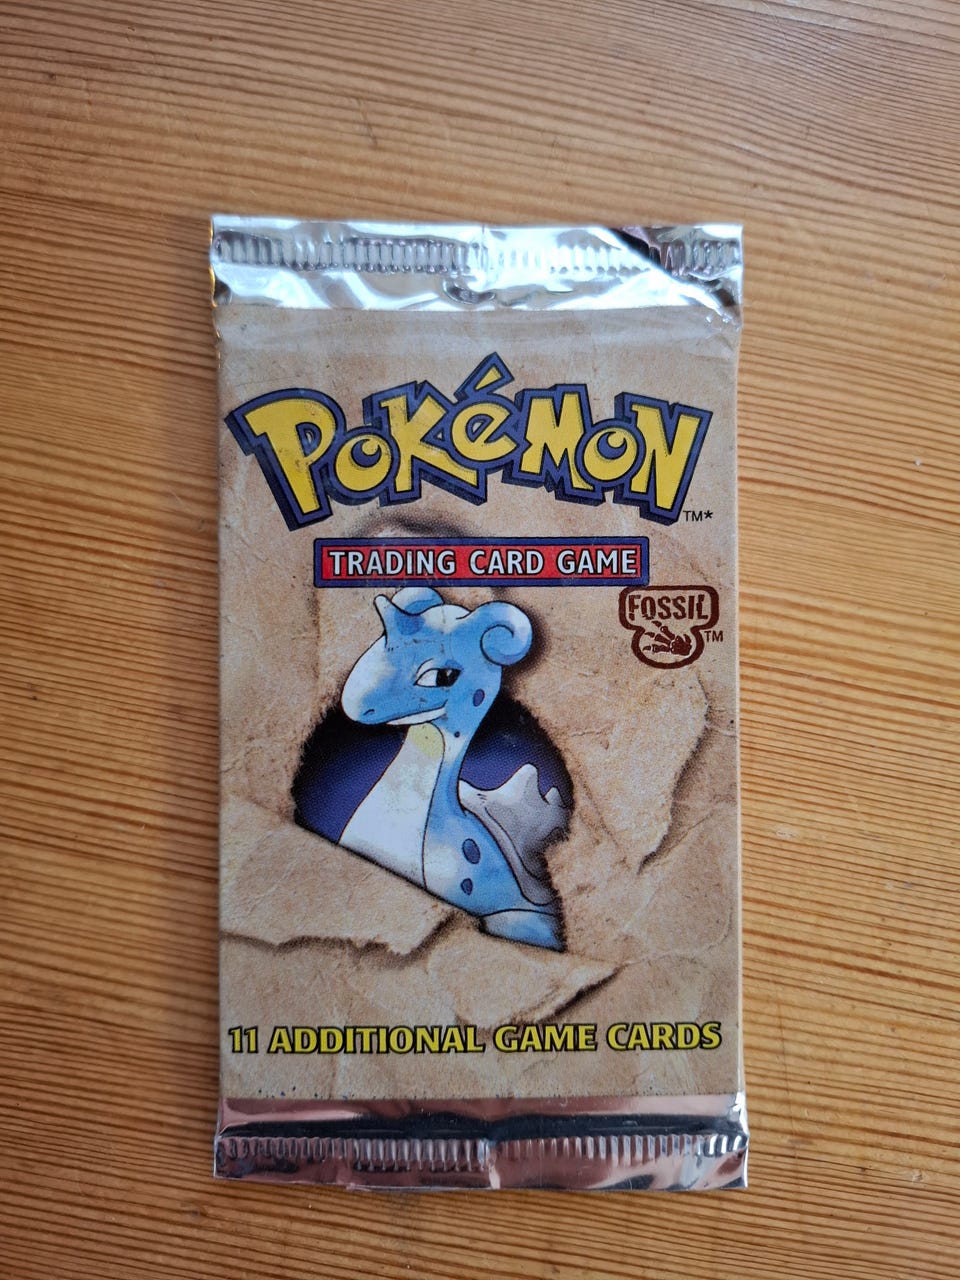 Pokémon
TM*
TRADING CARD GAME
FOSSIL
TM
11 ADDITIONAL GAME CARDS